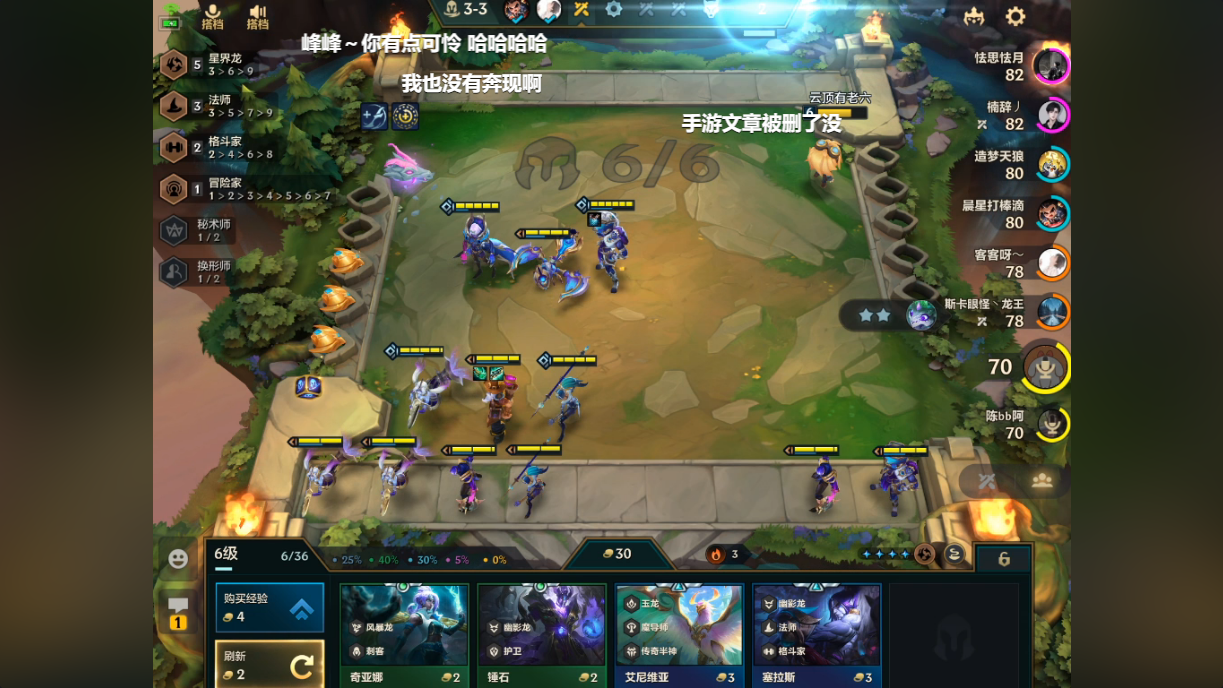 搭档
搭档
3-3
2
峰峰～你有点可怜 哈哈哈哈
我也没有奔现啊
手游文章被删了没
5 星界龙
3 > 6 > 9
3 法师
3 > 5 > 7 > 9
2 格斗家
2 > 4 > 6 > 8
1 冒险家
1 > 2 > 3 > 4 > 5 > 6 > 7
秘术师
1 / 2
换形师
1 / 2
云顶有老六
6
6/6
怯思怯月
82
楠辞丿
82
造梦天狼
80
晨星打棒滴
80
客客呀～
78
斯卡眼怪丶龙王
78
70
陈bb阿
70
6级
6/36
25% 40% 30% 5% 0%
30
3
购买经验
4
刷新
2
1
风暴龙
刺客
奇亚娜 2
幽影龙
护卫
锤石 2
玉龙
魔导师
传奇半神
艾尼维亚 3
幽影龙
法师
格斗家
塞拉斯 3